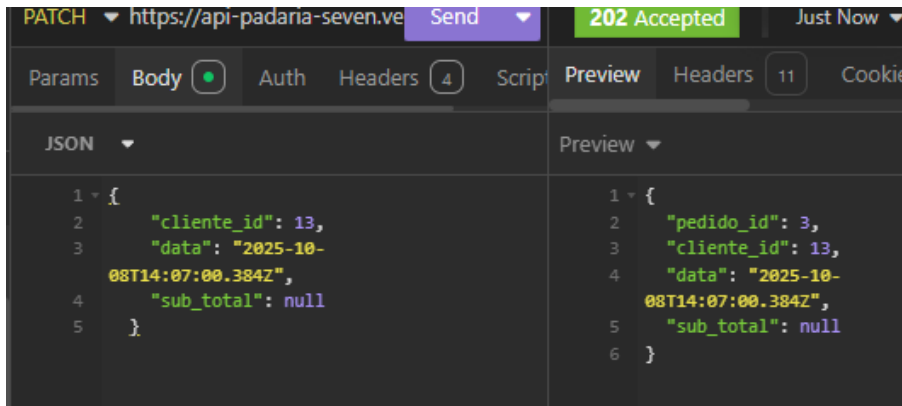 PATCH https://api-padaria-seven.ve Send 202 Accepted Just Now
Params Body Auth Headers 4 Script Preview Headers 11 Cookie
JSON Preview
1 {
2 "cliente_id": 13,
3 "data": "2025-10-
08T14:07:00.384Z",
4 "sub_total": null
5 }
1 {
2 "pedido_id": 3,
3 "cliente_id": 13,
4 "data": "2025-10-
08T14:07:00.384Z",
5 "sub_total": null
6 }